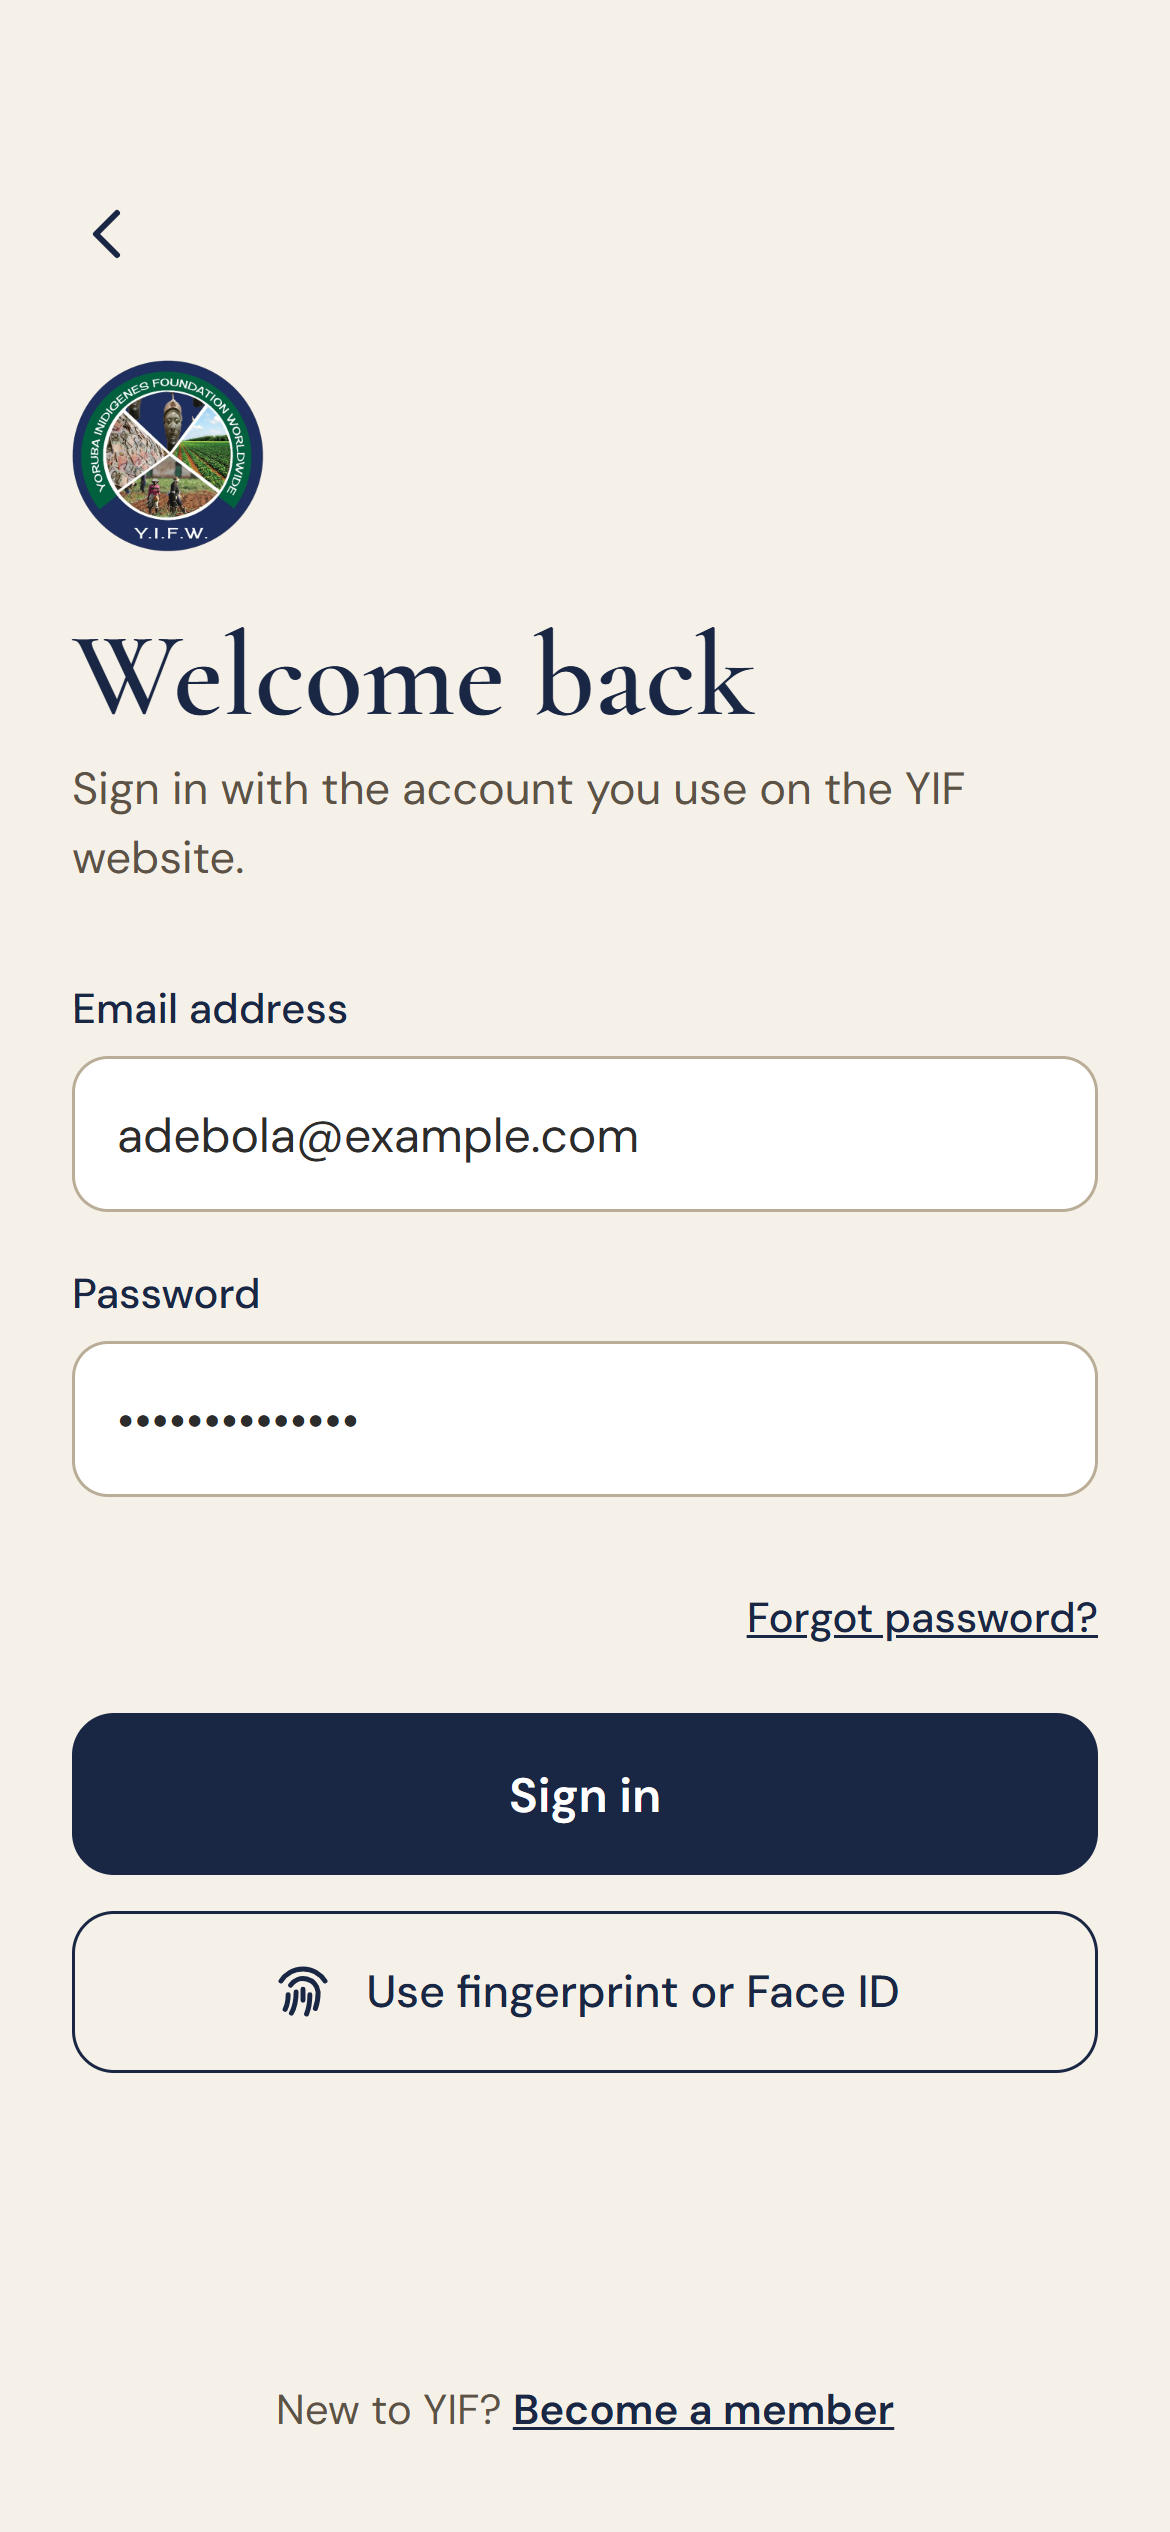 YORUBA INIDIGENES FOUNDATION WORLDWIDE
Y.I.F.W.
Welcome back
Sign in with the account you use on the YIF
website.
Email address
adebola@example.com
Password
••••••••••••••
Forgot password?
Sign in
Use fingerprint or Face ID
New to YIF? Become a member